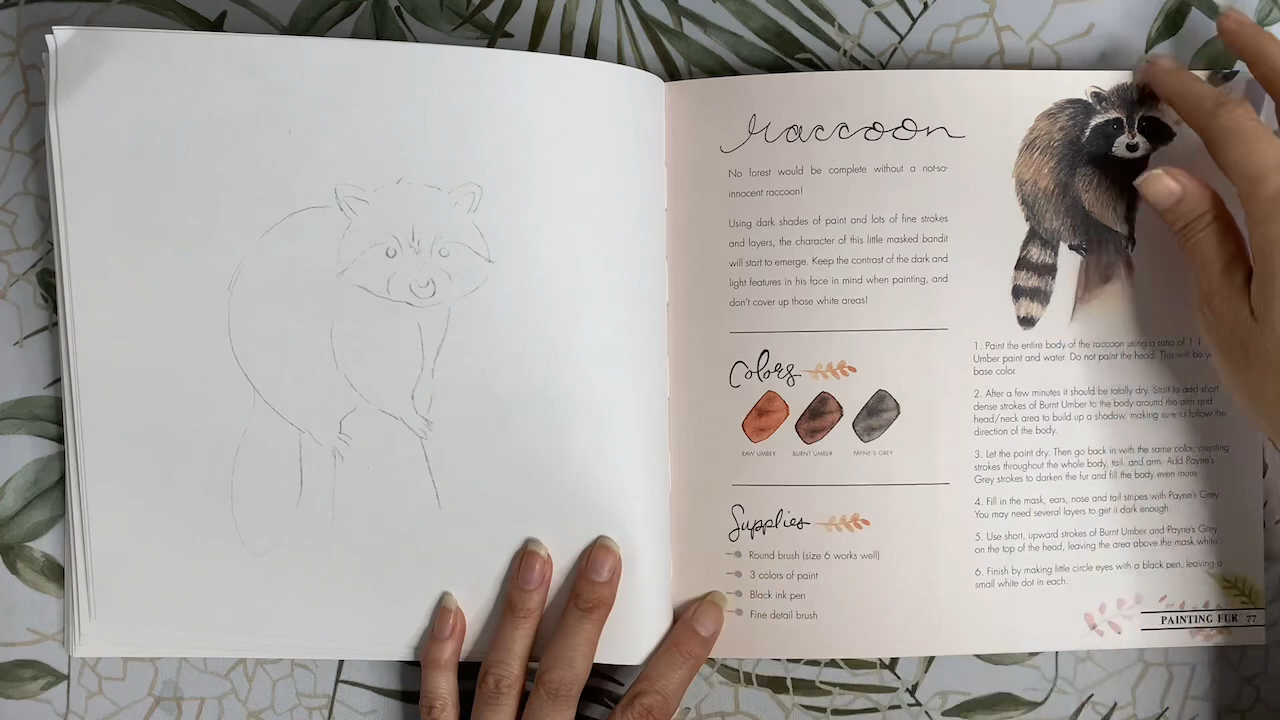 raccoon
No forest would be complete without a not-so-
innocent raccoon!
Using dark shades of paint and lots of fine strokes
and layers, the character of this little masked bandit
will start to emerge. Keep the contrast of the dark and
light features in his face in mind when painting, and
don't cover up those white areas!
Colors
RAW UMBER BURNT UMBER PAYNE'S GREY
Supplies
Round brush (size 6 works well)
3 colors of paint
Black ink pen
Fine detail brush
1. Paint the entire body of the raccoon using a ratio of 1:1
Umber paint and water. Do not paint the head. This will be
base color.
2. After a few minutes it should be totally dry. Start to add short,
dense strokes of Burnt Umber to the body around the arm and
head/neck area to build up a shadow, making sure to follow the
direction of the body.
3. Let the paint dry. Then go back in with the same color, creating
strokes throughout the whole body, tail, and arm. Add Payne's
Grey strokes to darken the fur and fill the body even more.
4. Fill in the mask, ears, nose and tail stripes with Payne's Grey.
You may need several layers to get it dark enough.
5. Use short, upward strokes of Burnt Umber and Payne's Grey
on the top of the head, leaving the area above the mask white.
6. Finish by making little circle eyes with a black pen, leaving a
small white dot in each.
PAINTING FUR 77